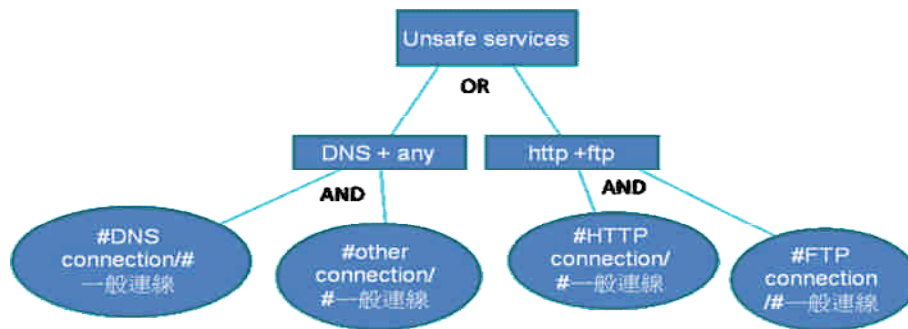 Unsafe services
OR
DNS + any
http +ftp
AND
AND
#DNS
connection/#
一般連線
#other
connection/
#一般連線
#HTTP
connection/
#一般連線
#FTP
connection
/#一般連線